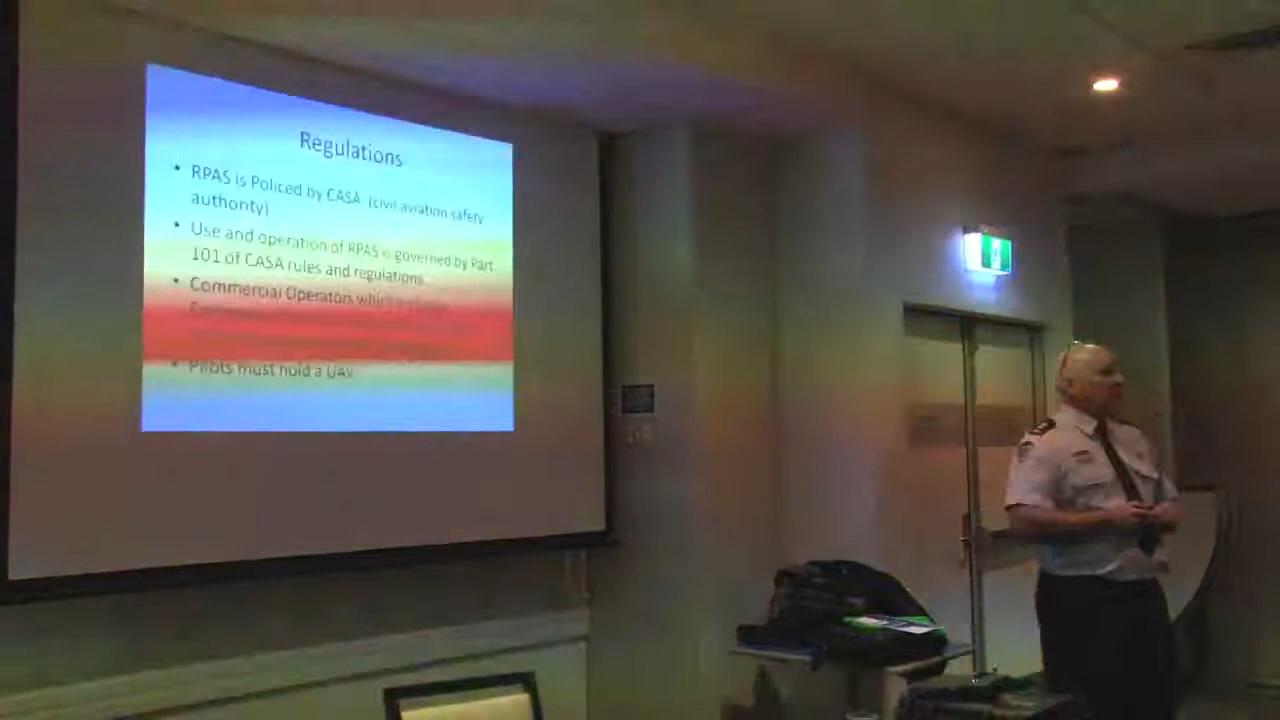 Regulations
• RPAS is Policed by CASA (civil aviation safety
authority)
• Use and operation of RPAS is governed by Part
101 of CASA rules and regulations.
• Commercial Operators which
• Pilots must hold a UAV